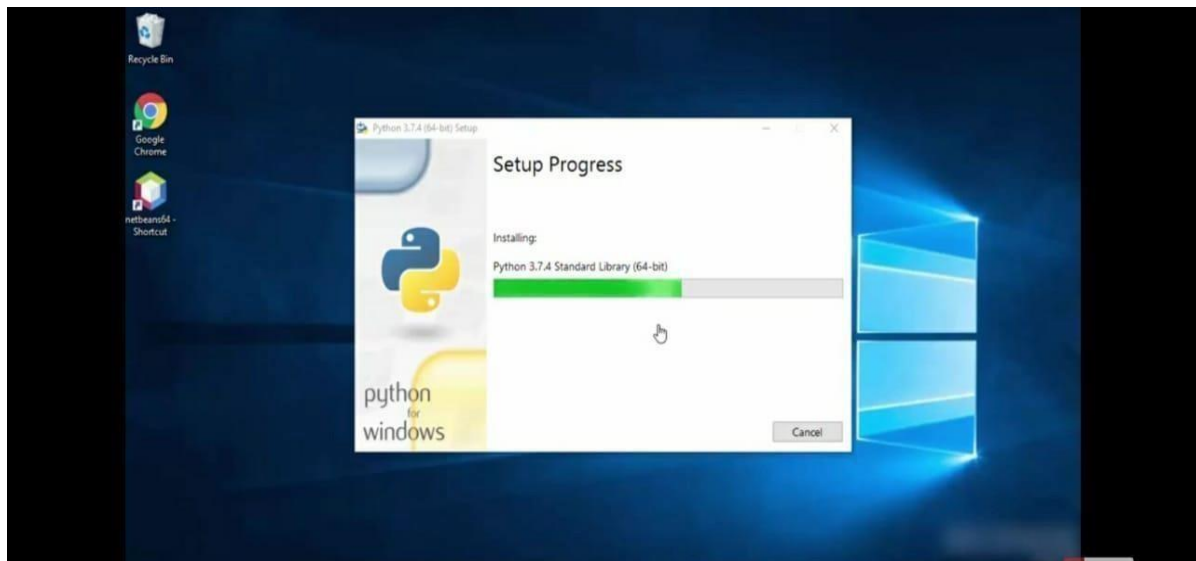 Recycle Bin
Google
Chrome
netbeans64 -
Shortcut
Python 3.7.4 (64-bit) Setup
Setup Progress
Installing:
Python 3.7.4 Standard Library (64-bit)
python
for
windows
Cancel